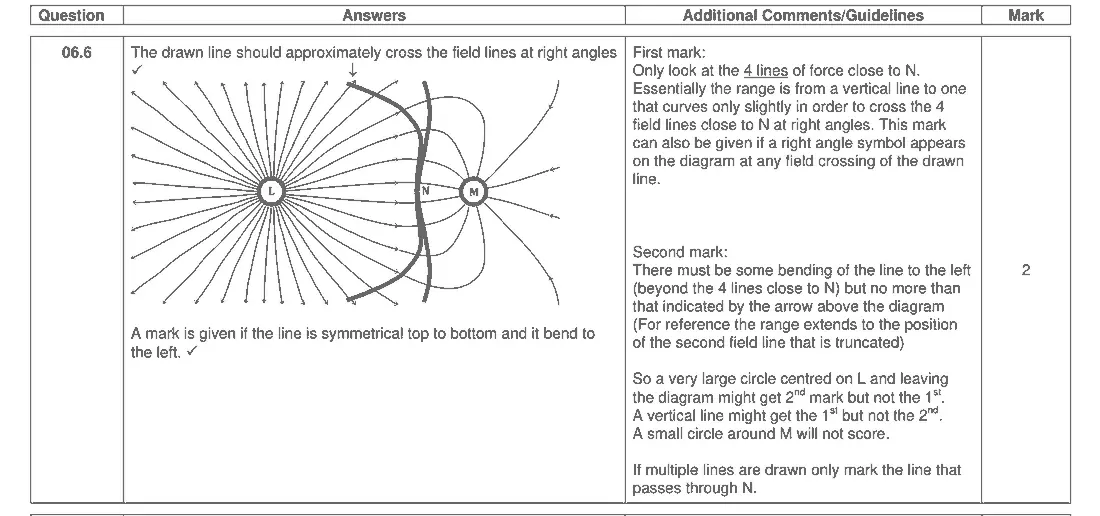 Question Answers Additional Comments/Guidelines Mark
06.6 The drawn line should approximately cross the field lines at right angles
✓
L N M
A mark is given if the line is symmetrical top to bottom and it bend to
the left. ✓
First mark:
Only look at the 4 lines of force close to N.
Essentially the range is from a vertical line to one
that curves only slightly in order to cross the 4
field lines close to N at right angles. This mark
can also be given if a right angle symbol appears
on the diagram at any field crossing of the drawn
line.
Second mark:
There must be some bending of the line to the left
(beyond the 4 lines close to N) but no more than
that indicated by the arrow above the diagram
(For reference the range extends to the position
of the second field line that is truncated)
So a very large circle centred on L and leaving
the diagram might get 2nd mark but not the 1st.
A vertical line might get the 1st but not the 2nd.
A small circle around M will not score.
If multiple lines are drawn only mark the line that
passes through N.
2